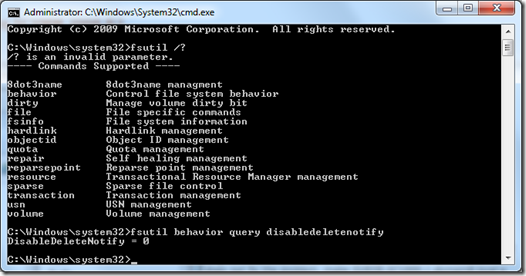 Administrator: C:\Windows\System32\cmd.exe
Copyright (c) 2009 Microsoft Corporation.  All rights reserved.
C:\Windows\system32>fsutil /?
/? is an invalid parameter.
---- Commands Supported ----
8dot3name       8dot3name managment
behavior        Control file system behavior
dirty           Manage volume dirty bit
file            File specific commands
fsinfo          File system information
hardlink        Hardlink management
objectid        Object ID management
quota           Quota management
repair          Self healing management
reparsepoint    Reparse point management
resource        Transactional Resource Manager management
sparse          Sparse file control
transaction     Transaction management
usn             USN management
volume          Volume management
C:\Windows\system32>fsutil behavior query disabledeletenotify
DisableDeleteNotify = 0
C:\Windows\system32>_